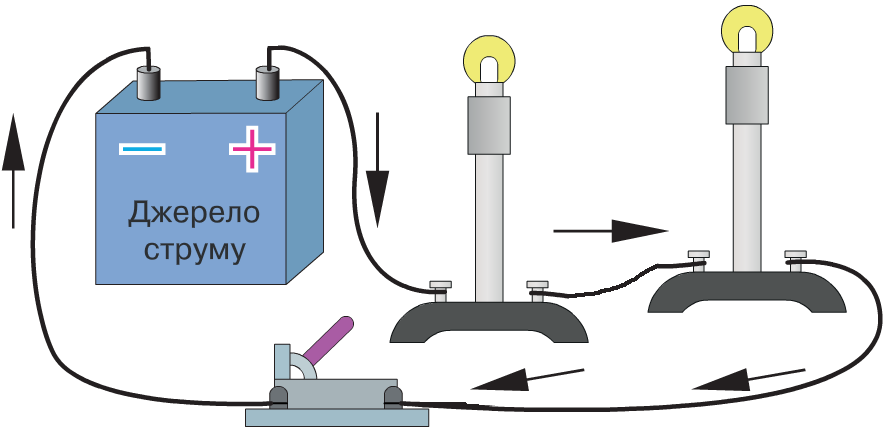 − +
Джерело
струму